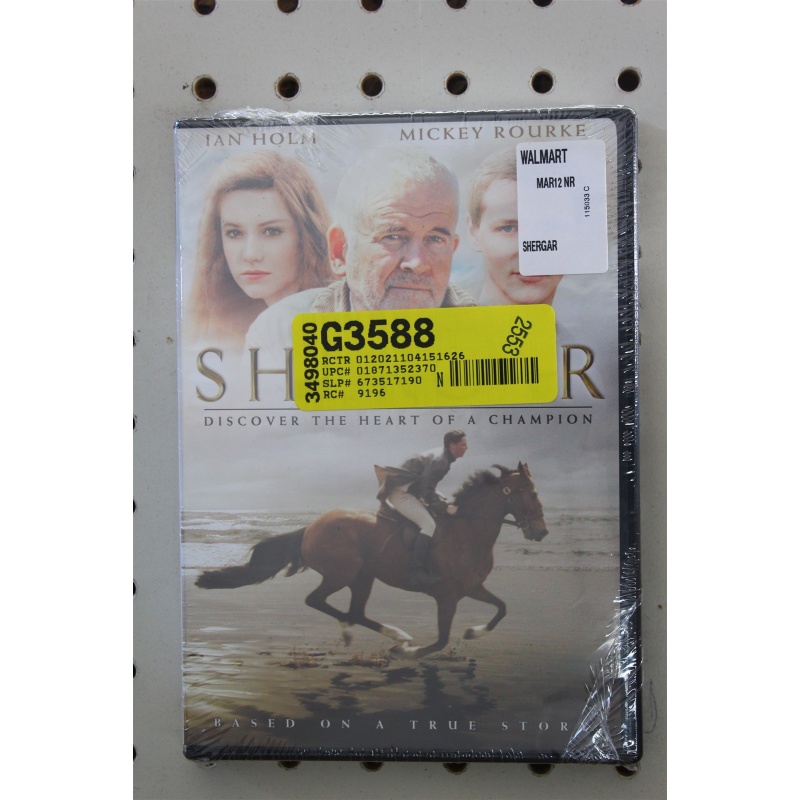 IAN HOLM MICKEY ROURKE
WALMART
MAR12 NR
115033 C
SHERGAR
3498040
G3588
2553
RCTR 012021104151626
UPC# 01871352370
SLP# 673517190 N
RC# 9196
SH R
DISCOVER THE HEART OF A CHAMPION
BASED ON A TRUE STOR